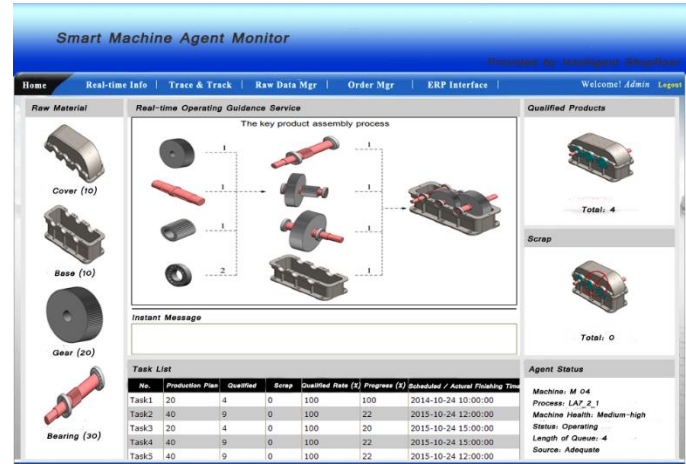 Smart Machine Agent Monitor
Provided by Intelligent Shopfloor
Home Real-time Info | Trace & Track | Raw Data Mgr | Order Mgr | ERP Interface | Welcome! Admin Logout
Raw Material
Cover (10)
Base (10)
Gear (20)
Bearing (30)
Real-time Operating Guidance Service
The key product assembly process
1
1
1
2
1
1
1
1
Instant Message
Task List
No. Production Plan Qualified Scrap Qualified Rate (%) Progress (%) Scheduled / Actural Finishing Time
Task1 20 4 0 100 100 2014-10-24 10:00:00
Task2 40 9 0 100 22 2015-10-24 12:00:00
Task3 20 4 0 100 20 2015-10-24 15:00:00
Task4 40 9 0 100 22 2015-10-24 15:00:00
Task5 40 9 0 100 22 2015-10-24 12:00:00
Qualified Products
Total: 4
Scrap
Total: 0
Agent Status
Machine: M 04
Process: LA7_2_1
Machine Health: Medium-high
Status: Operating
Length of Queue: 4
Source: Adequate